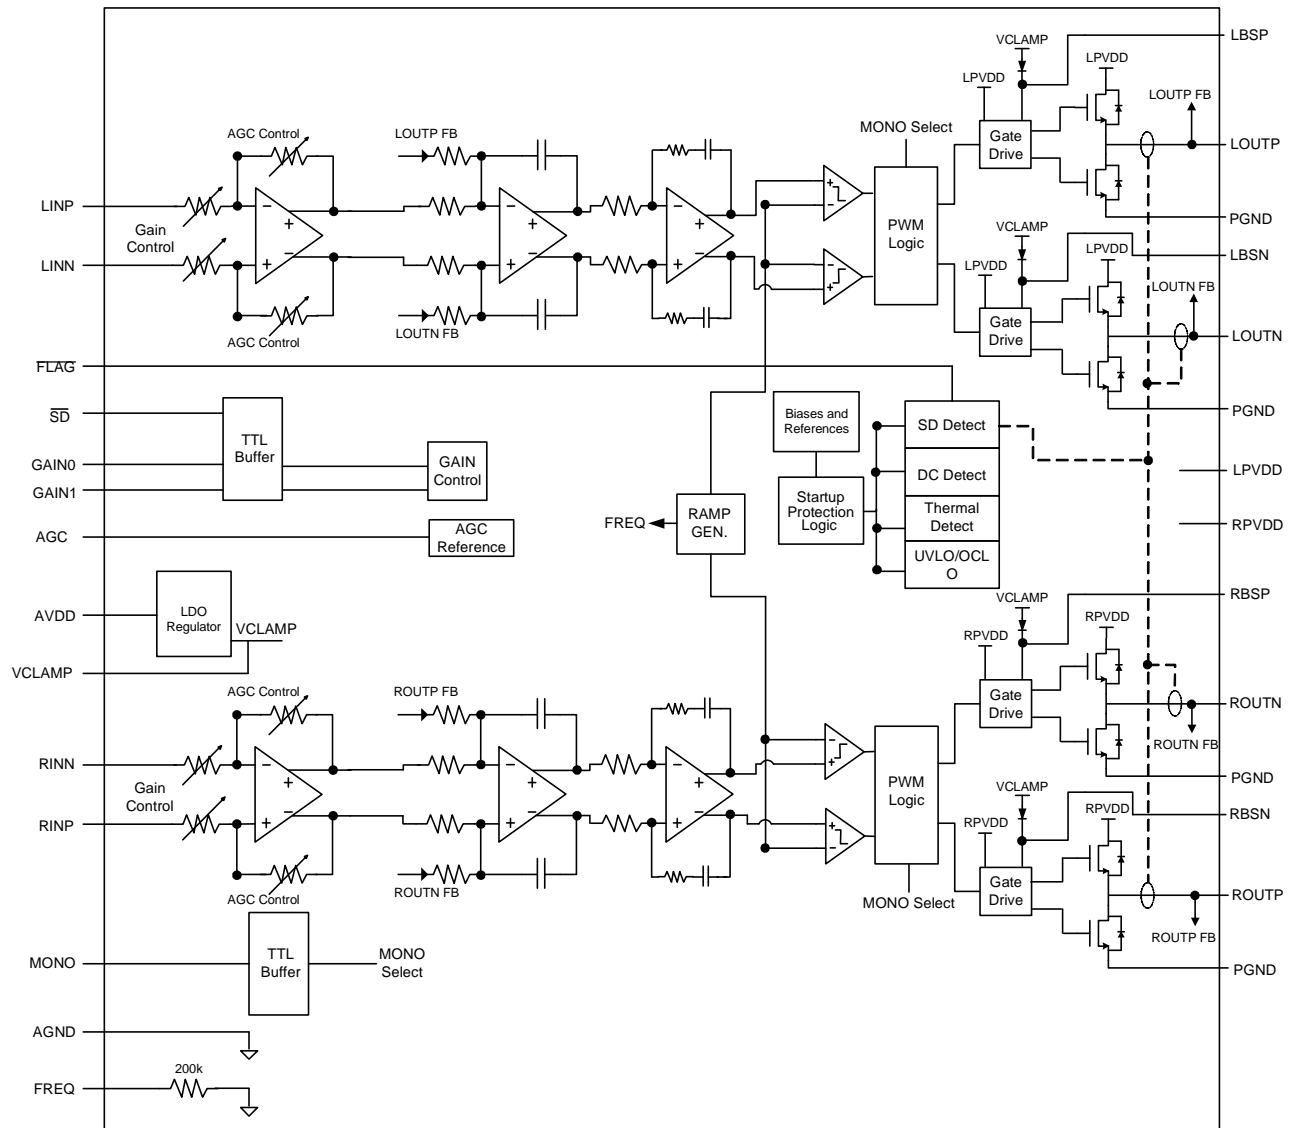 VCLAMP
LBSP
LPVDD
LPVDD
LOUTP FB
AGC Control
LOUTP FB
MONO Select
Gate
Drive
LOUTP
LINP
Gain
Control
PWM
Logic
PGND
VCLAMP
LBSN
LPVDD
LPVDD
LINN
LOUTN FB
Gate
Drive
LOUTN
AGC Control
LOUTN FB
FLAG
SD
TTL
Buffer
Biases and
References
SD Detect
PGND
GAIN0
GAIN1
GAIN
Control
DC Detect
LPVDD
Startup
Protection
Logic
FREQ
RAMP
GEN.
Thermal
Detect
RPVDD
AGC
AGC
Reference
UVLO/OCL
O
AVDD
LDO
Regulator
VCLAMP
VCLAMP
VCLAMP
RBSP
RPVDD
RPVDD
AGC Control
ROUTP FB
Gate
Drive
ROUTN
ROUTN FB
RINN
Gain
Control
PWM
Logic
PGND
VCLAMP
RBSN
RPVDD
RPVDD
RINP
Gate
Drive
ROUTP
AGC Control
ROUTN FB
MONO Select
ROUTP FB
MONO
TTL
Buffer
MONO
Select
PGND
AGND
200k
FREQ